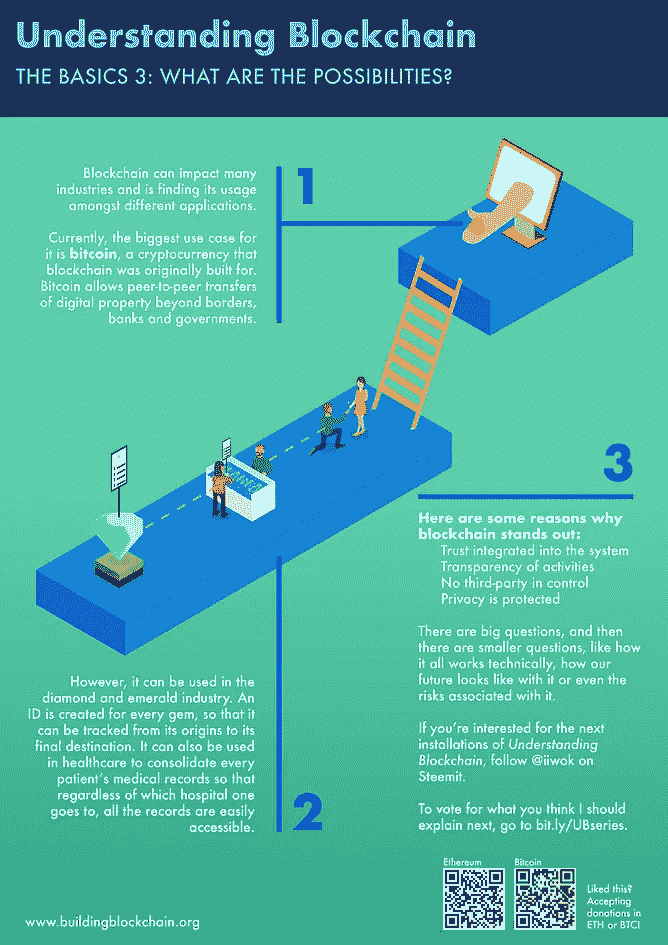 Understanding Blockchain
THE BASICS 3: WHAT ARE THE POSSIBILITIES?
1
Blockchain can impact many
industries and is finding its usage
amongst different applications.
Currently, the biggest use case for
it is bitcoin, a cryptocurrency that
blockchain was originally built for.
Bitcoin allows peer-to-peer transfers
of digital property beyond borders,
banks and governments.
2
However, it can be used in the
diamond and emerald industry. An
ID is created for every gem, so that it
can be tracked from its origins to its
final destination. It can also be used
in healthcare to consolidate every
patient's medical records so that
regardless of which hospital one
goes to, all the records are easily
accessible.
3
Here are some reasons why
blockchain stands out:
Trust integrated into the system
Transparency of activities
No third-party in control
Privacy is protected
There are big questions, and then
there are smaller questions, like how
it all works technically, how our
future looks like with it or even the
risks associated with it.
If you're interested for the next
installations of Understanding
Blockchain, follow @iiwok on
Steemit.
To vote for what you think I should
explain next, go to bit.ly/UBseries.
Ethereum
Bitcoin
Liked this?
Accepting
donations in
ETH or BTC!
www.buildingblockchain.org